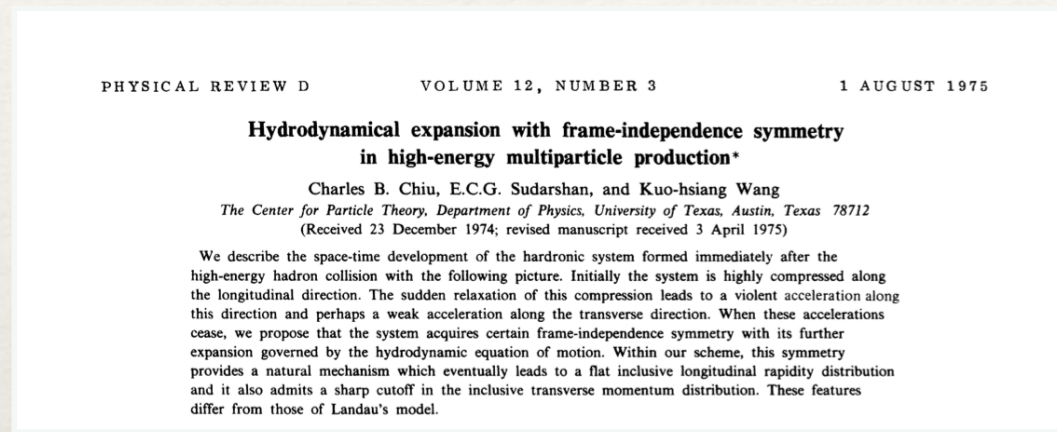 PHYSICAL REVIEW D VOLUME 12, NUMBER 3 1 AUGUST 1975
Hydrodynamical expansion with frame-independence symmetry
in high-energy multiparticle production*
Charles B. Chiu, E.C.G. Sudarshan, and Kuo-hsiang Wang
The Center for Particle Theory, Department of Physics, University of Texas, Austin, Texas 78712
(Received 23 December 1974; revised manuscript received 3 April 1975)
We describe the space-time development of the hardronic system formed immediately after the
high-energy hadron collision with the following picture. Initially the system is highly compressed along
the longitudinal direction. The sudden relaxation of this compression leads to a violent acceleration along
this direction and perhaps a weak acceleration along the transverse direction. When these accelerations
cease, we propose that the system acquires certain frame-independence symmetry with its further
expansion governed by the hydrodynamic equation of motion. Within our scheme, this symmetry
provides a natural mechanism which eventually leads to a flat inclusive longitudinal rapidity distribution
and it also admits a sharp cutoff in the inclusive transverse momentum distribution. These features
differ from those of Landau's model.